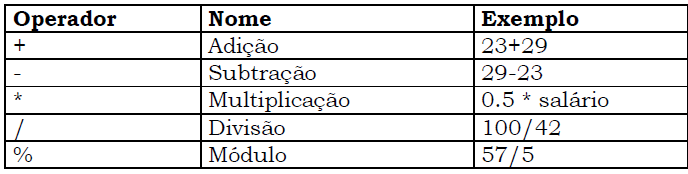 Operador Nome Exemplo
+ Adição 23+29
- Subtração 29-23
* Multiplicação 0.5 * salário
/ Divisão 100/42
% Módulo 57/5